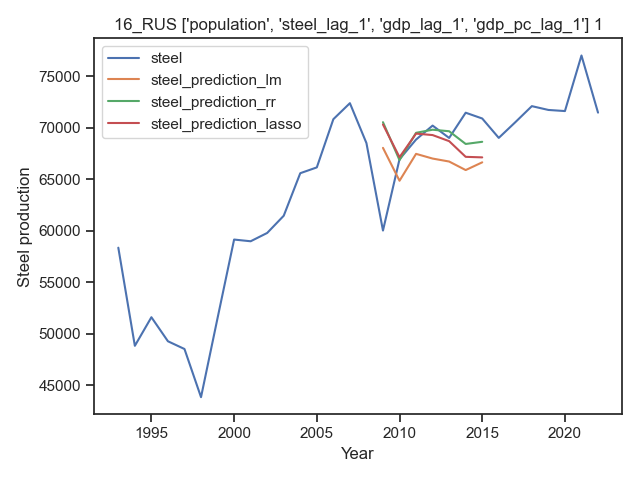 16_RUS ['population', 'steel_lag_1', 'gdp_lag_1', 'gdp_pc_lag_1'] 1
steel
steel_prediction_lm
steel_prediction_rr
steel_prediction_lasso
Steel production
75000
70000
65000
60000
55000
50000
45000
1995
2000
2005
2010
2015
2020
Year